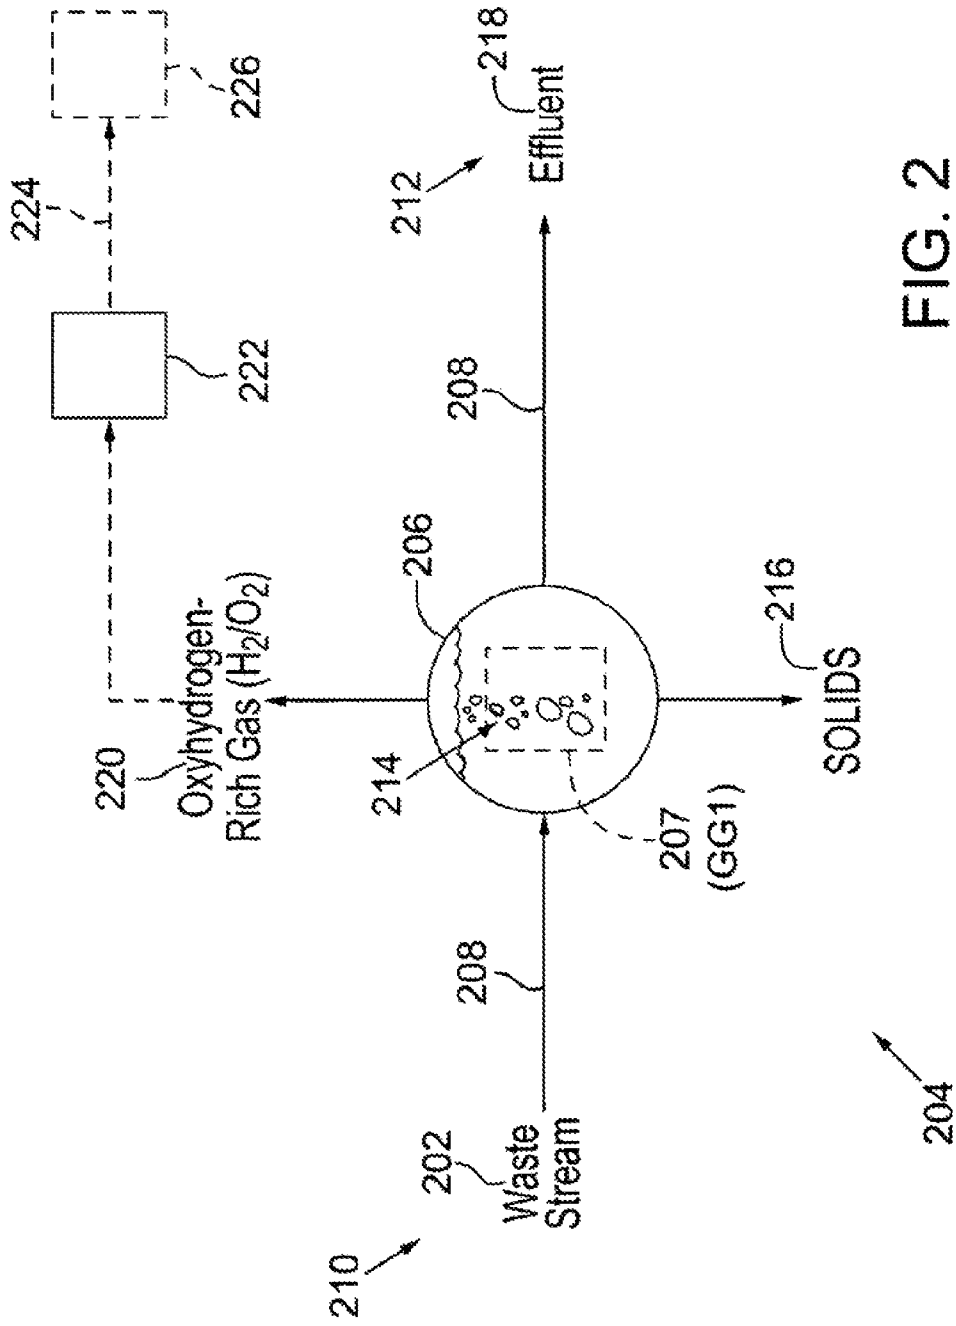 224
226
222
220
Oxyhydrogen-
Rich Gas (H₂/O₂)
206
214
207
(GG1)
210
202
Waste
Stream
208
208
212
218
Effluent
216
SOLIDS
204
FIG. 2